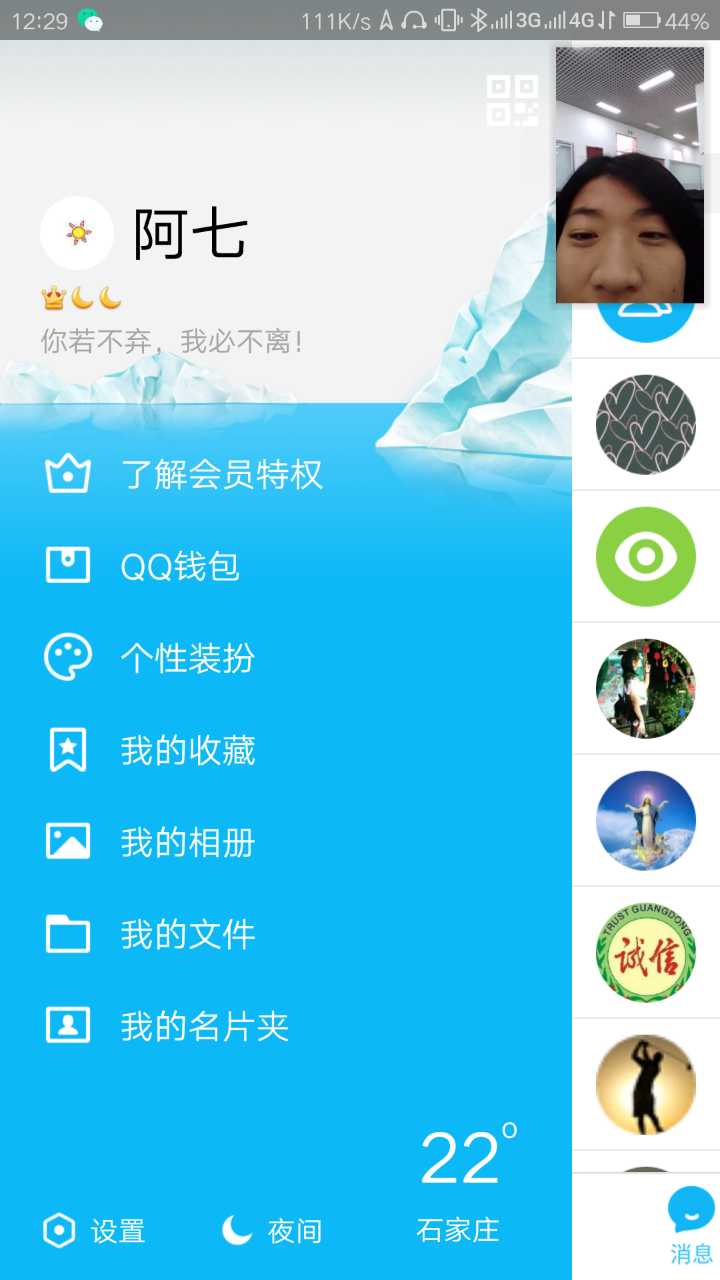 12:29 111K/s 3G 4G 44%
阿七
你若不弃，我必不离！
了解会员特权
QQ钱包
个性装扮
我的收藏
我的相册
我的文件
我的名片夹
TRUST GUANGDONG
诚信
22°
设置 夜间 石家庄
消息